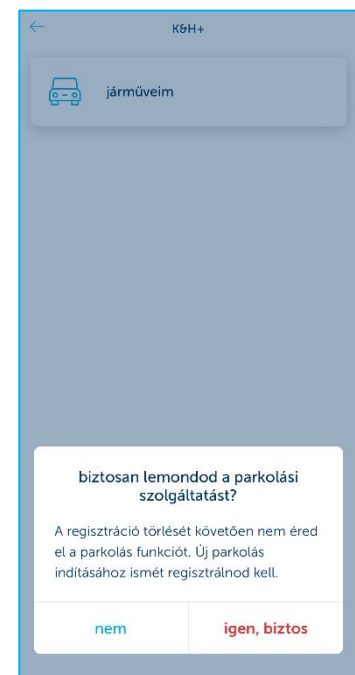 K&H+
járműveim
biztosan lemondod a parkolási
szolgáltatást?
A regisztráció törlését követően nem éred
el a parkolás funkciót. Új parkolás
indításához ismét regisztrálnod kell.
nem
igen, biztos